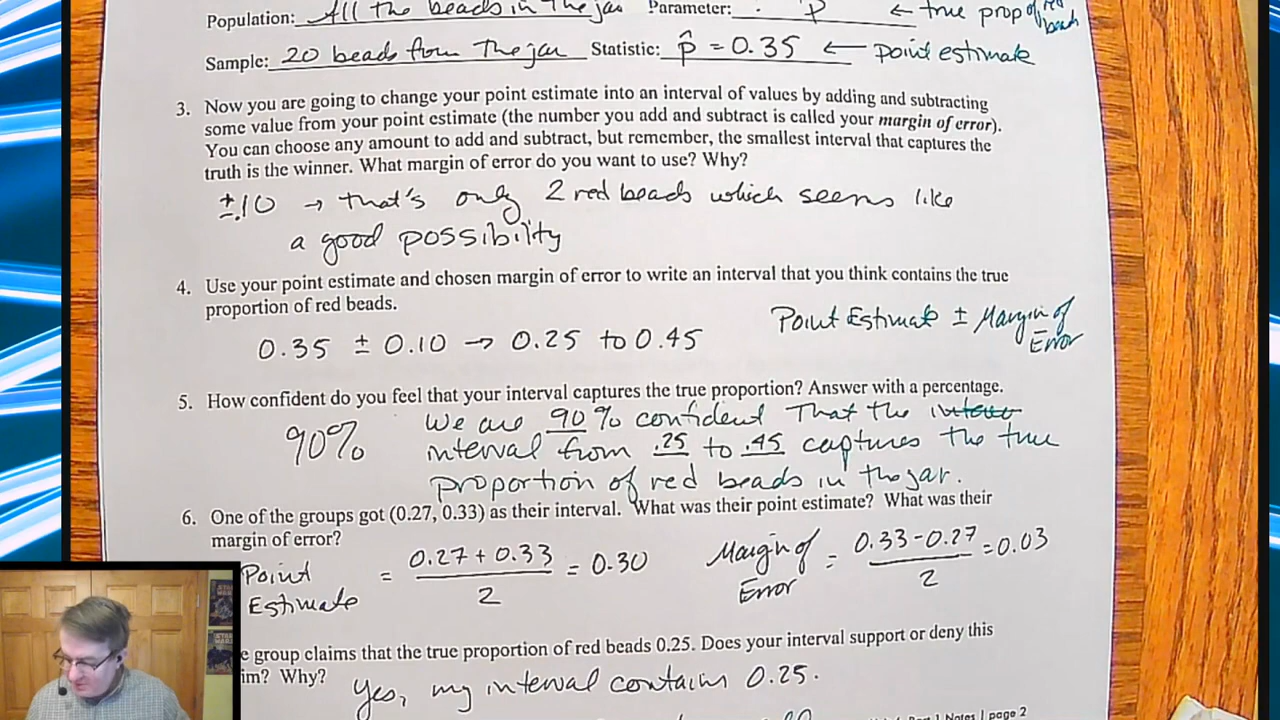 Population: All the beads in the jar Parameter: p ← true prop of red beads
Sample: 20 beads from the jar Statistic: p̂ = 0.35 ← point estimate
3. Now you are going to change your point estimate into an interval of values by adding and subtracting
some value from your point estimate (the number you add and subtract is called your margin of error).
You can choose any amount to add and subtract, but remember, the smallest interval that captures the
truth is the winner. What margin of error do you want to use? Why?
±.10 → that's only 2 red beads which seems like
a good possibility
4. Use your point estimate and chosen margin of error to write an interval that you think contains the true
proportion of red beads.
Point Estimate ± Margin of Error
0.35 ± 0.10 → 0.25 to 0.45
5. How confident do you feel that your interval captures the true proportion? Answer with a percentage.
90%
We are 90% confident that the
interval from .25 to .45 captures the true
proportion of red beads in the jar.
6. One of the groups got (0.27, 0.33) as their interval. What was their point estimate? What was their
margin of error?
Point Estimate = 0.27 + 0.33 / 2 = 0.30
Margin of Error = 0.33 - 0.27 / 2 = 0.03
group claims that the true proportion of red beads 0.25. Does your interval support or deny this
Why?
Yes, my interval contains 0.25.
Notes | page 2